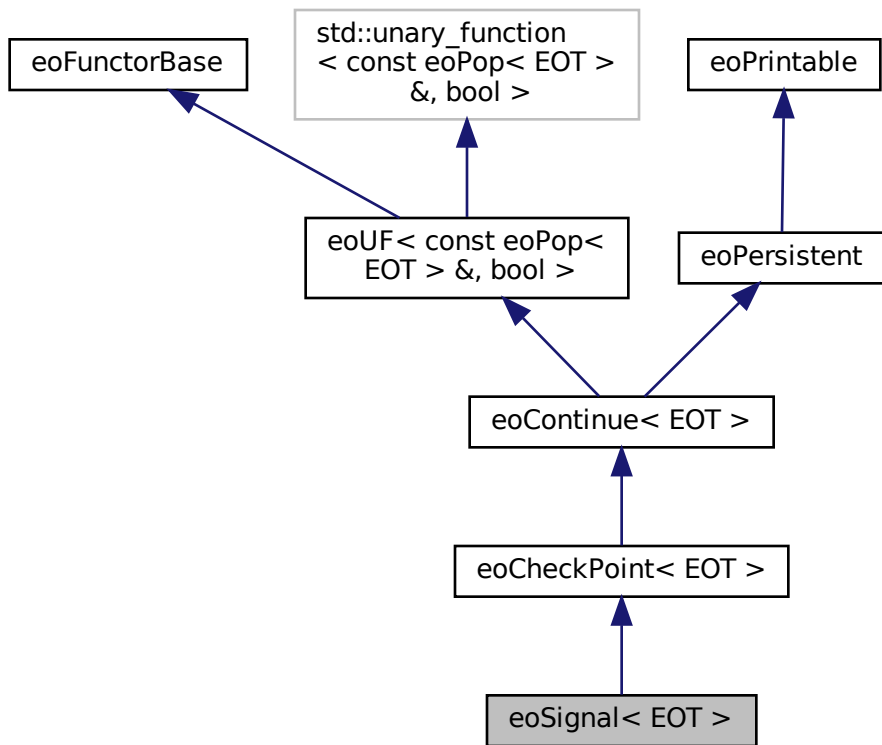 eoFunctorBase
std::unary_function
< const eoPop< EOT >
&, bool >
eoPrintable
eoUF< const eoPop<
EOT > &, bool >
eoPersistent
eoContinue< EOT >
eoCheckPoint< EOT >
eoSignal< EOT >